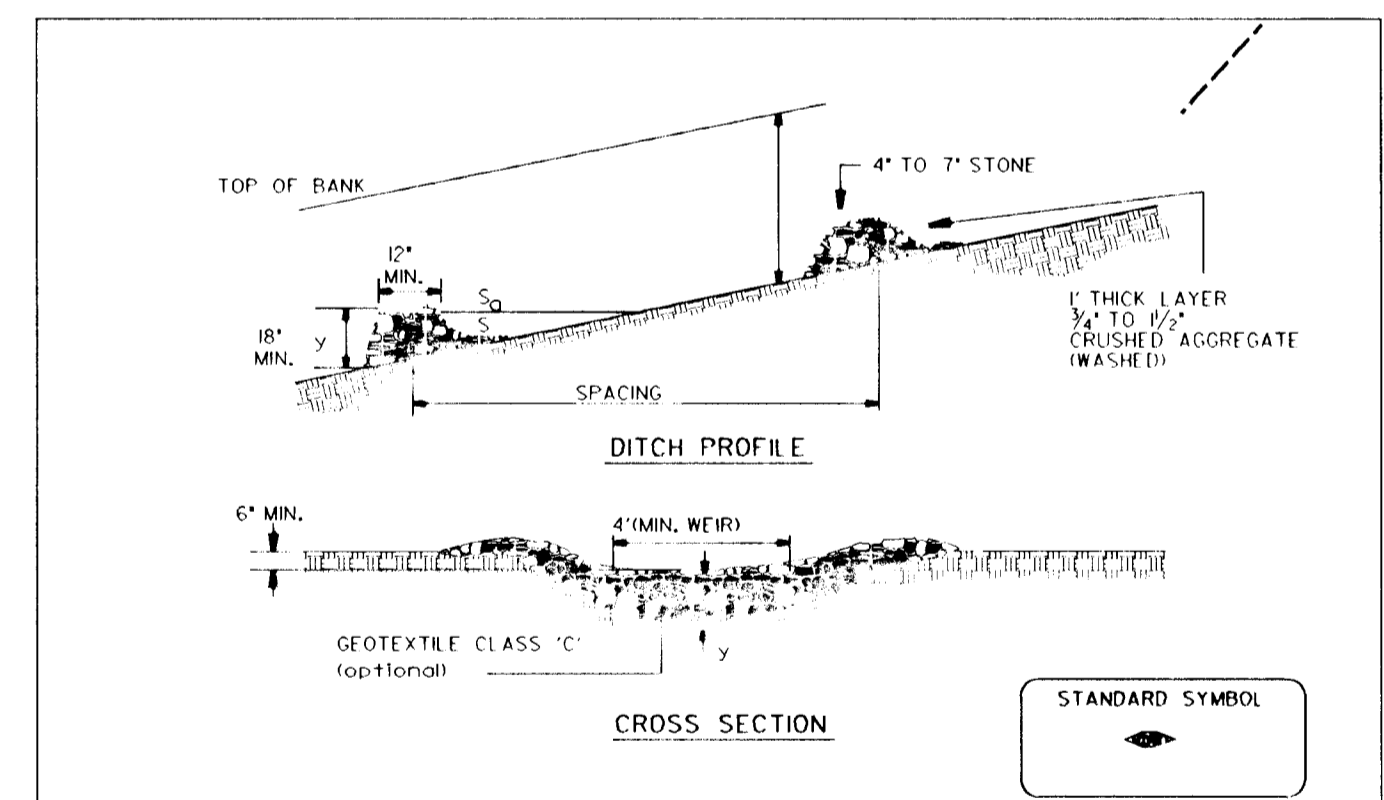 TOP OF BANK
4" TO 7" STONE
12"
MIN.
So
S
18"
MIN.
y
1' THICK LAYER
3/4" TO 1 1/2"
CRUSHED AGGREGATE
(WASHED)
SPACING
DITCH PROFILE
6" MIN.
4'(MIN. WEIR)
GEOTEXTILE CLASS 'C'
(optional)
y
CROSS SECTION
STANDARD SYMBOL